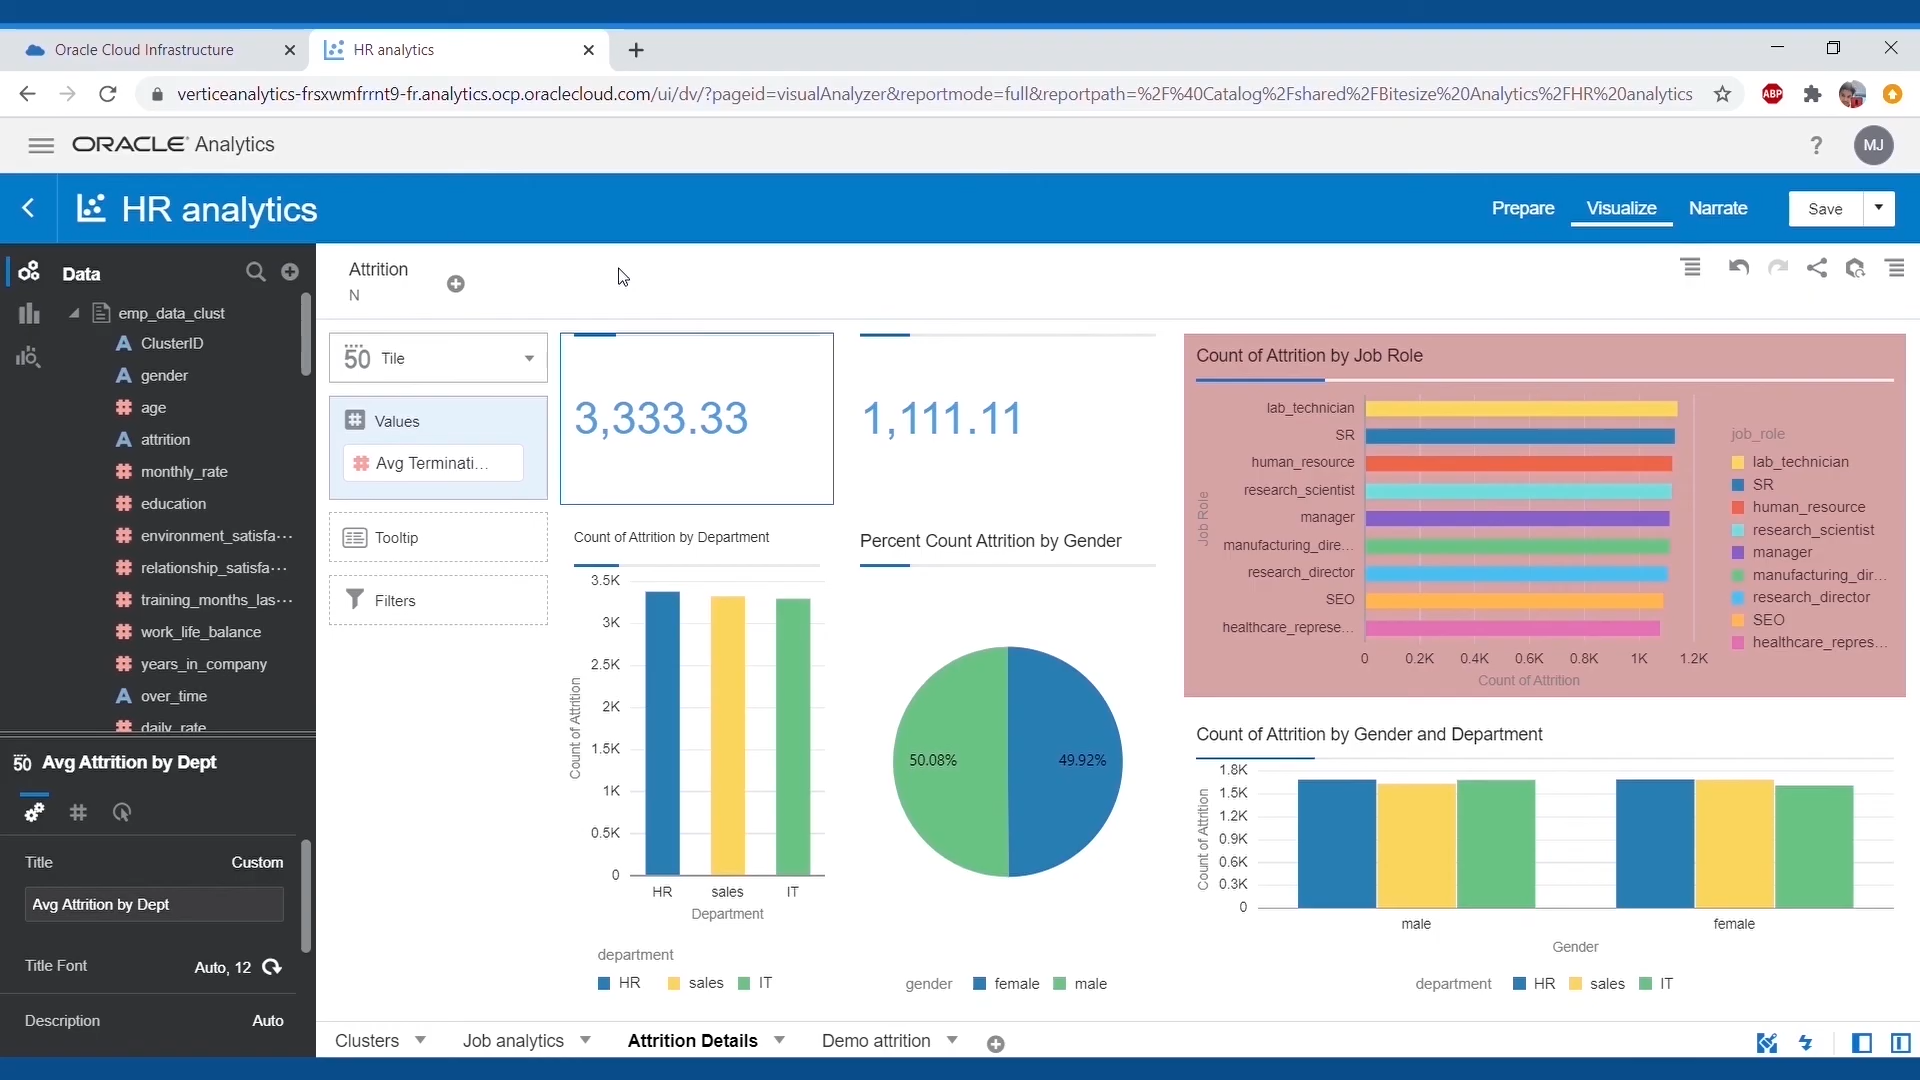 Oracle Cloud Infrastructure
HR analytics
verticeanalytics-frsxwmfrrnt9-fr.analytics.ocp.oraclecloud.com/ui/dv/?pageid=visualAnalyzer&reportmode=full&reportpath=%2F%40Catalog%2Fshared%2FBitesize%20Analytics%2FHR%20analytics
ABP
ORACLE Analytics
?
MJ
HR analytics
Prepare
Visualize
Narrate
Save
Data
emp_data_clust
ClusterID
gender
age
attrition
monthly_rate
education
environment_satisfa···
relationship_satisfa···
training_months_las···
work_life_balance
years_in_company
over_time
daily_rate
50 Avg Attrition by Dept
Title
Custom
Avg Attrition by Dept
Title Font
Auto, 12
Description
Auto
Attrition
N
50 Tile
Values
Avg Terminati...
Tooltip
Filters
3,333.33
1,111.11
Count of Attrition by Department
Count of Attrition
3.5K
3K
2.5K
2K
1.5K
1K
0.5K
0
HR
sales
IT
Department
department
HR
sales
IT
Percent Count Attrition by Gender
50.08%
49.92%
gender
female
male
Count of Attrition by Job Role
Job Role
lab_technician
SR
human_resource
research_scientist
manager
manufacturing_dire...
research_director
SEO
healthcare_represe...
0
0.2K
0.4K
0.6K
0.8K
1K
1.2K
Count of Attrition
job_role
lab_technician
SR
human_resource
research_scientist
manager
manufacturing_dir...
research_director
SEO
healthcare_repres...
Count of Attrition by Gender and Department
Count of Attrition
1.8K
1.5K
1.2K
0.9K
0.6K
0.3K
0
male
female
Gender
department
HR
sales
IT
Clusters
Job analytics
Attrition Details
Demo attrition